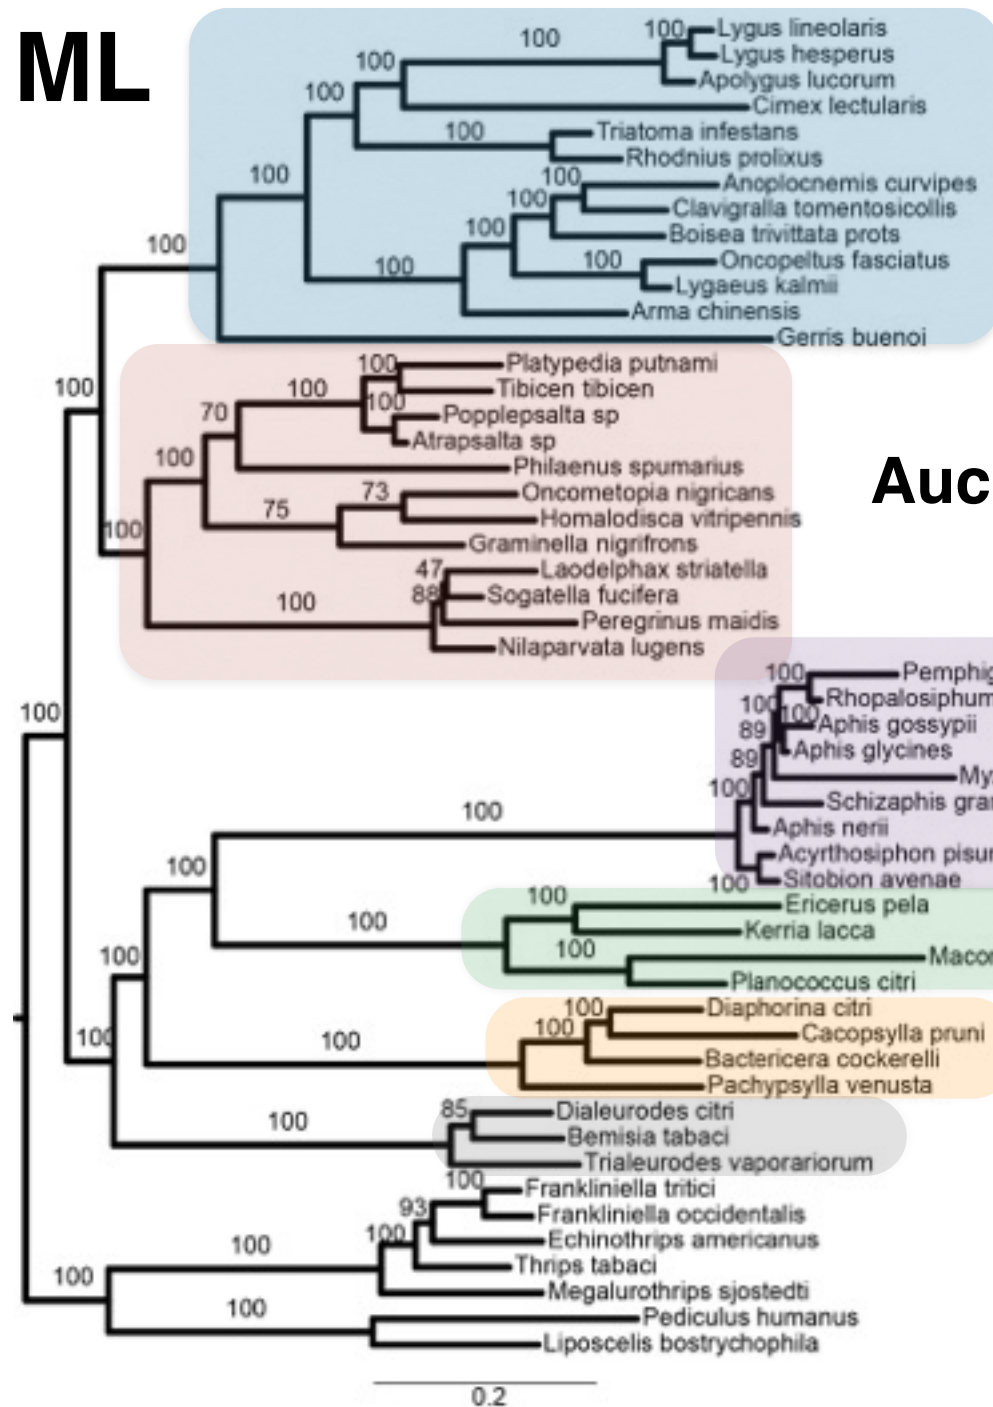 ML
100
Lygus lineolaris
100
Lygus hesperus
100
Apolygus lucorum
100
Cimex lectularis
100
Triatoma infestans
Rhodnius prolixus
100
Anoplocnemis curvipes
100
100
Clavigralla tomentosicollis
100
Boisea trivittata prots
100
100
Oncopeltus fasciatus
100
Lygaeus kalmii
Arma chinensis
Gerris buenoi
100
Platypedia putnami
100
100
Tibicen tibicen
100
70
Popplepsalta sp
Atrapsalta sp
100
Philaenus spumarius
Auc
73
Oncometopia nigricans
75
Homalodisca vitripennis
100
Graminella nigrifrons
47
Laodelphax striatella
88
Sogatella fucifera
100
Peregrinus maidis
Nilaparvata lugens
100
Pemphig
100
Rhopalosiphum
100
100
Aphis gossypii
89
Aphis glycines
89
My
100
Schizaphis gra
100
Aphis nerii
Acyrthosiphon pisu
100
100
Sitobion avenae
100
Ericerus pela
100
Kerria lacca
100
100
Maco
Planococcus citri
100
Diaphorina citri
100
100
100
Cacopsylla pruni
Bactericera cockerelli
Pachypsylla venusta
85
Dialeurodes citri
100
Bemisia tabaci
Trialeurodes vaporariorum
100
Frankliniella tritici
93
Frankliniella occidentalis
100
100
Echinothrips americanus
Thrips tabaci
100
Megalurothrips sjostedti
100
Pediculus humanus
Liposcelis bostrychophila
0.2